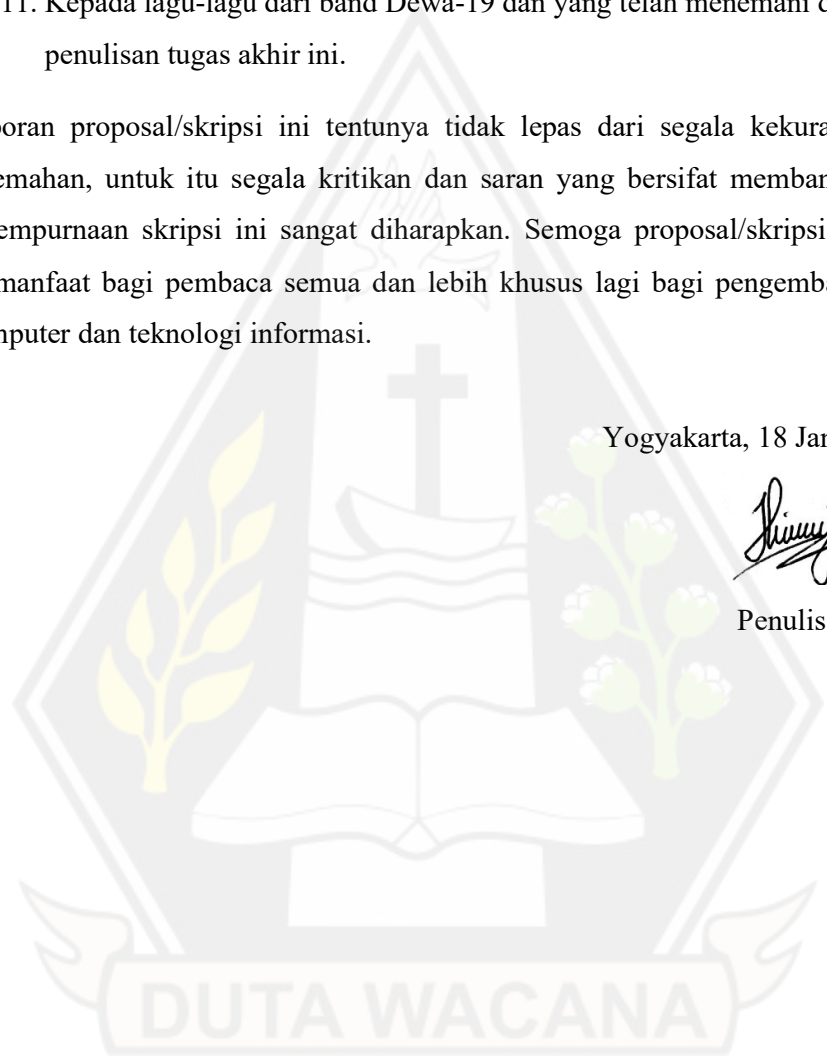 11. Kepada lagu-lagu dari band Dewa-19 dan yang telah menemani d
penulisan tugas akhir ini.
poran proposal/skripsi ini tentunya tidak lepas dari segala kekura
emahan, untuk itu segala kritikan dan saran yang bersifat memban
empurnaan skripsi ini sangat diharapkan. Semoga proposal/skripsi
manfaat bagi pembaca semua dan lebih khusus lagi bagi pengemba
nputer dan teknologi informasi.
Yogyakarta, 18 Jan
Penulis
DUTA WACANA